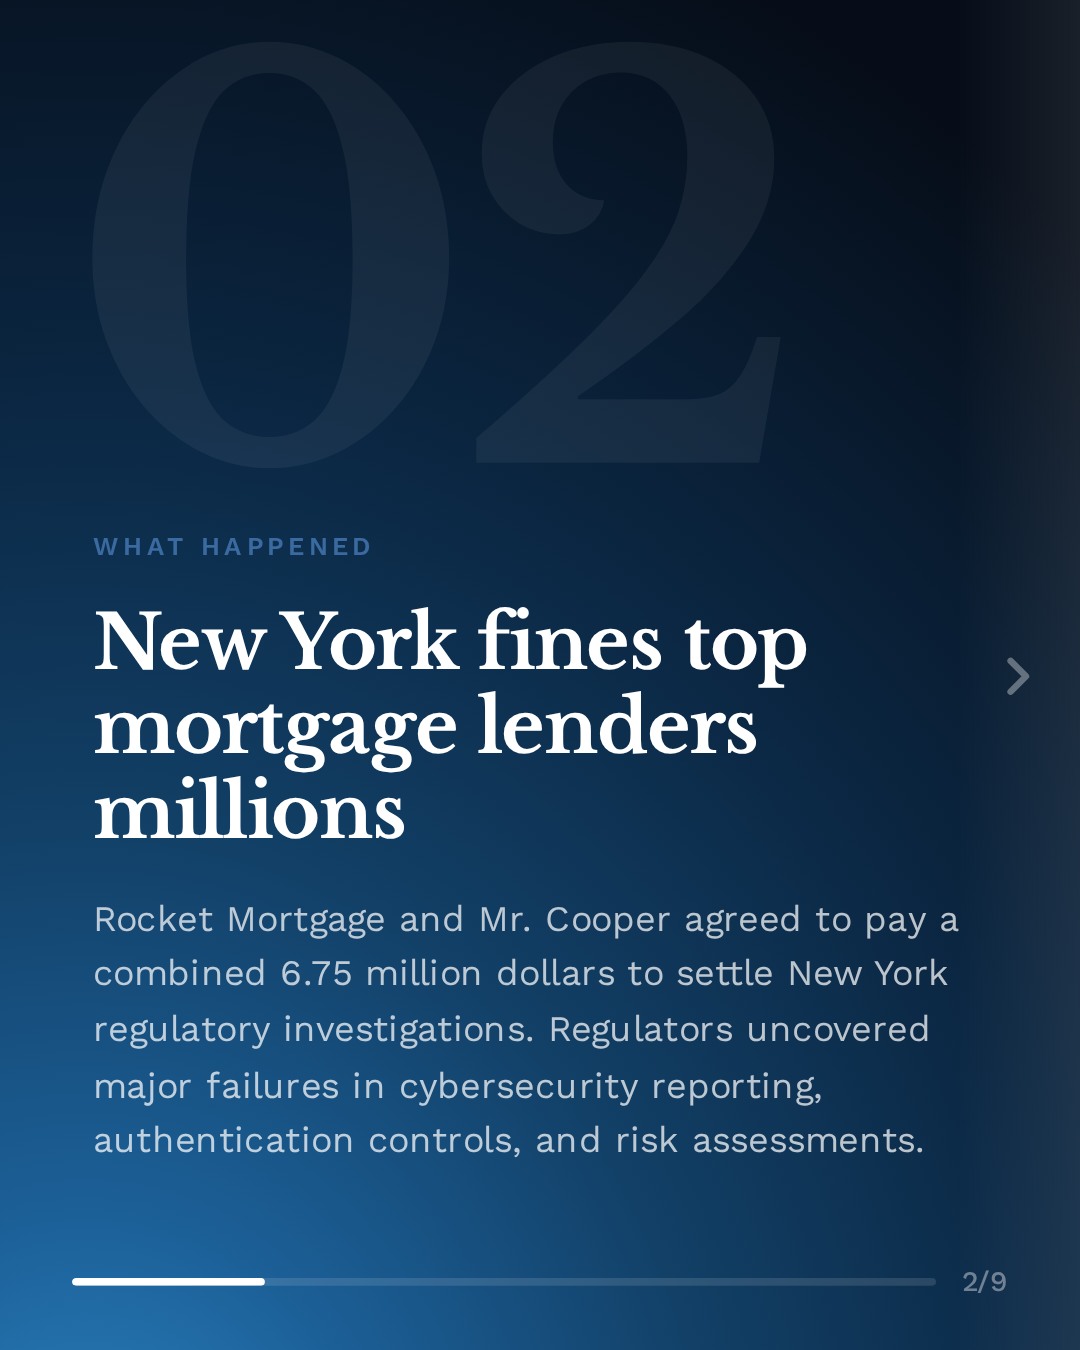 02
WHAT HAPPENED
New York fines top
mortgage lenders
millions
Rocket Mortgage and Mr. Cooper agreed to pay a
combined 6.75 million dollars to settle New York
regulatory investigations. Regulators uncovered
major failures in cybersecurity reporting,
authentication controls, and risk assessments.
2/9